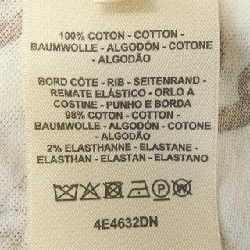 100% COTON - COTTON -
BAUMWOLLE - ALGODÓN - COTONE
- ALGODÃO
BORD CÔTE - RIB - SEITENRAND -
REMATE ELÁSTICO - ORLO A
COSTINE - PUNHO E BORDA
98% COTON - COTTON -
BAUMWOLLE - ALGODÓN - COTONE
- ALGODÃO
2% ELASTHANNE - ELASTANE -
ELASTHAN - ELASTAN - ELASTANO
4E4632DN